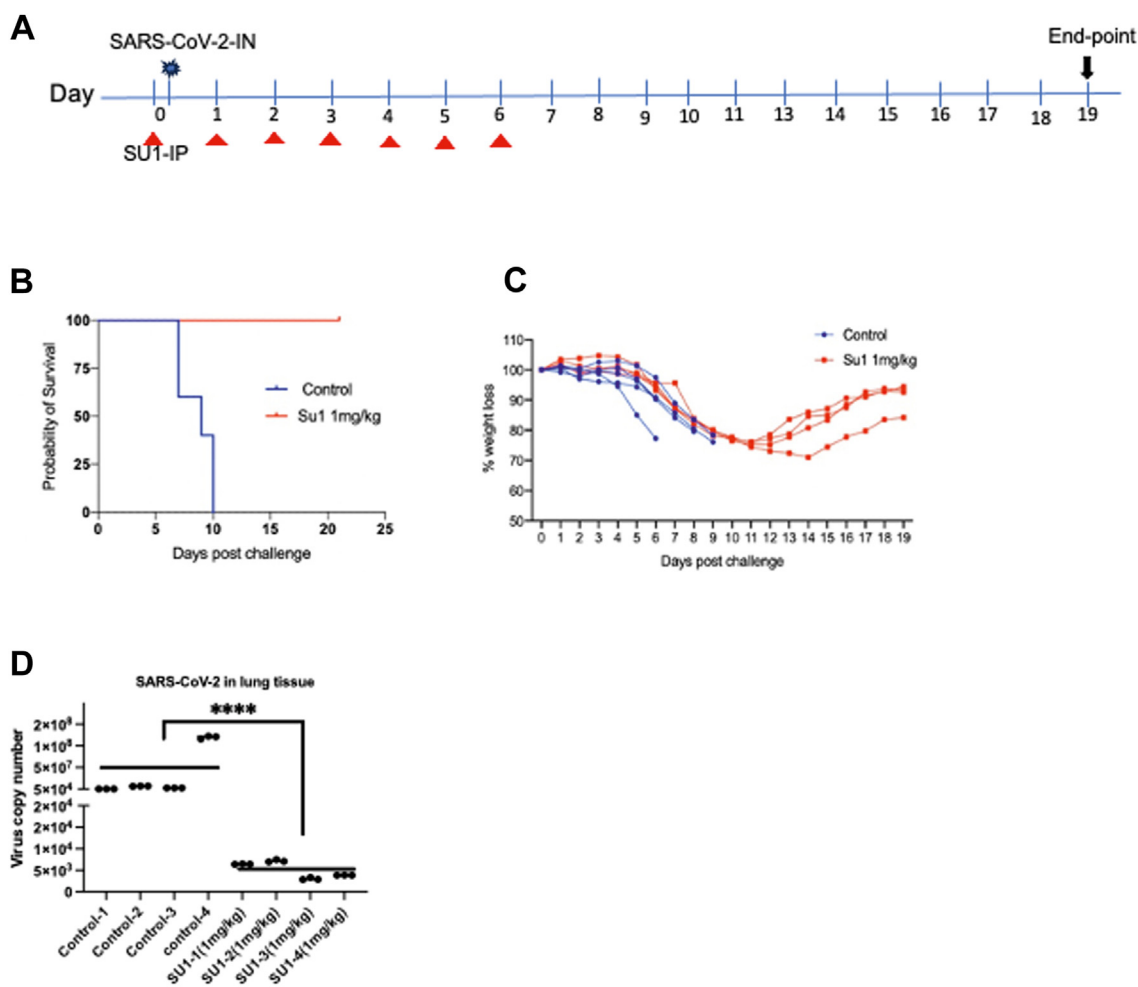 A
SARS-CoV-2-IN
End-point
Day
0 1 2 3 4 5 6 7 8 9 10 11 12 13 14 15 16 17 18 19
SU1-IP
B
100
75
50
25
0
Probability of Survival
Control
Su1 1mg/kg
0 5 10 15 20 25
Days post challenge
C
110
100
90
80
70
60
50
% weight loss
Control
Su1 1mg/kg
0 1 2 3 4 5 6 7 8 9 10 11 12 13 14 15 16 17 18 19
Days post challenge
D
SARS-CoV-2 in lung tissue
****
Virus copy number
1×10⁸
5×10⁷
5×10⁴
2×10⁴
2×10⁴
1×10⁴
5×10³
0
Control-1
Control-2
Control-3
control-4
SU1-1(1mg/kg)
SU1-2(1mg/kg)
SU1-3(1mg/kg)
SU1-4(1mg/kg)